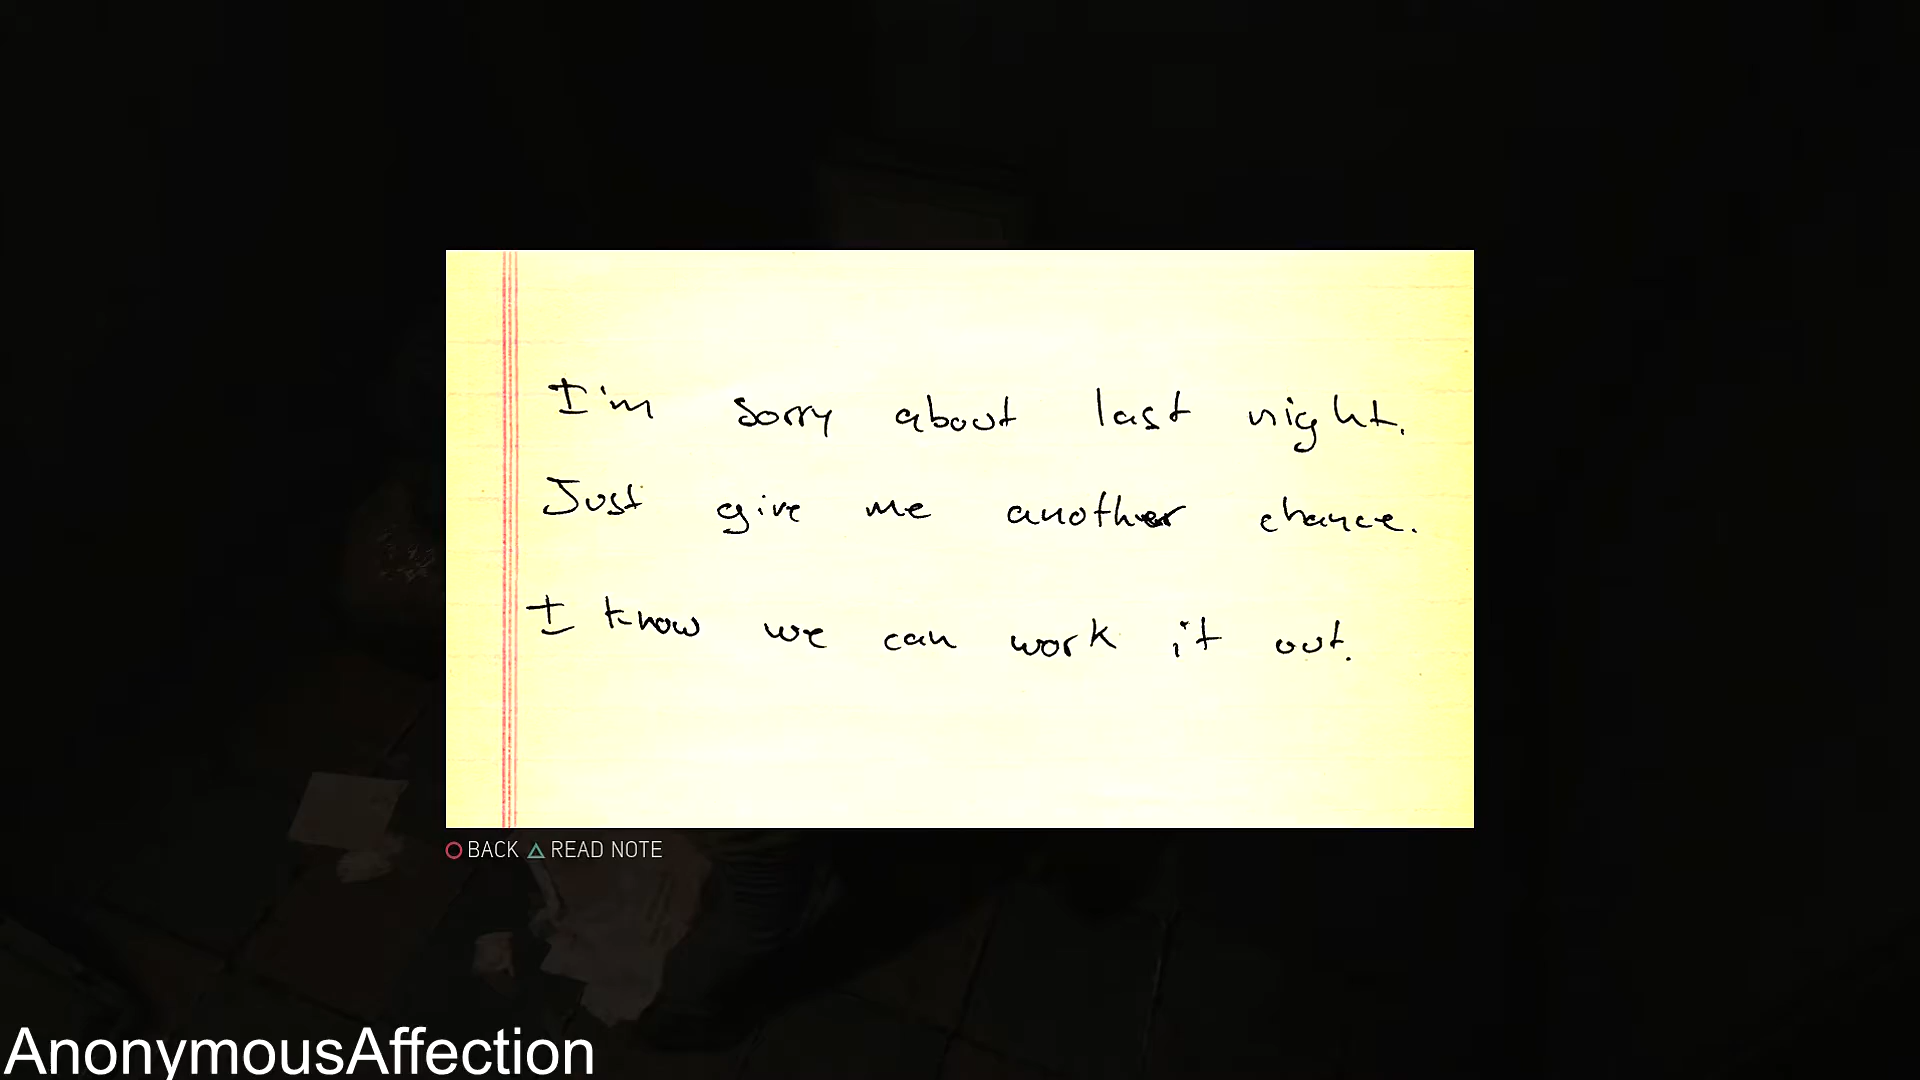 I'm sorry about last night.
Just give me another chance.
I know we can work it out.
BACK READ NOTE
AnonymousAffection